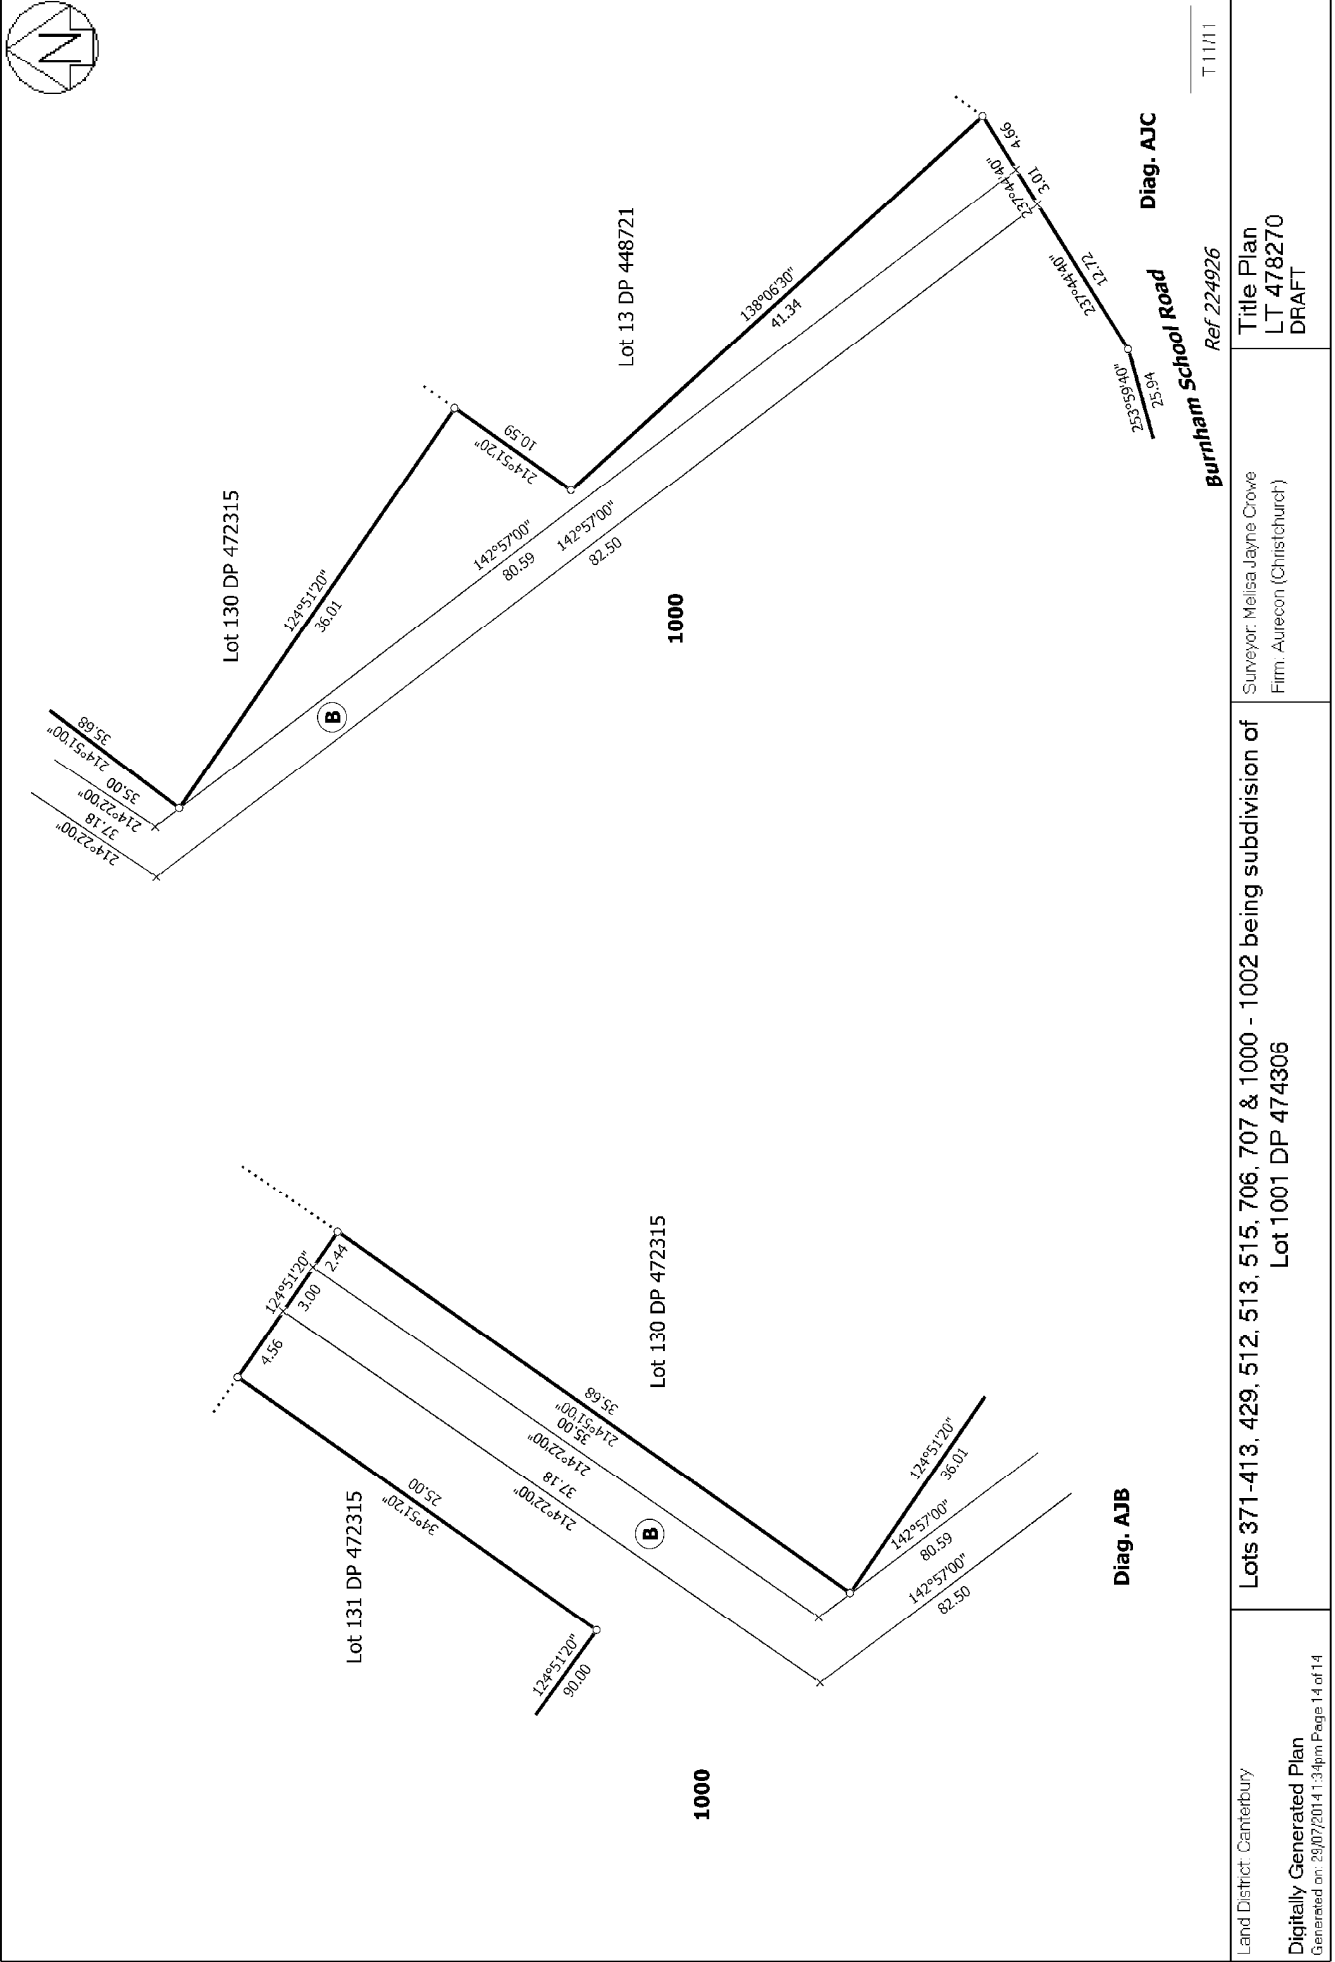 N
Lot 131 DP 472315
124°51'20"
90.00
34°51'20"
25.00
4.56
124°51'20"
3.00
2.44
214°22'00"
37.18
214°22'00"
35.00
214°51'00"
35.68
B
Lot 130 DP 472315
124°51'20"
36.01
142°57'00"
80.59
142°57'00"
82.50
1000
Diag. AJB
214°22'00"
37.18
214°22'00"
35.00
214°51'00"
35.68
Lot 130 DP 472315
124°51'20"
36.01
B
214°51'20"
10.59
142°57'00"
80.59
142°57'00"
82.50
Lot 13 DP 448721
138°06'30"
41.34
1000
4.66
237°44'40"
3.01
237°44'40"
12.72
253°59'40"
25.94
Diag. AJC
Burnham School Road
Ref 224926
T 11/11
Land District: Canterbury
Digitally Generated Plan
Generated on: 29/07/2014 1:34pm Page 14 of 14
Lots 371-413, 429, 512, 513, 515, 706, 707 & 1000 - 1002 being subdivision of
Lot 1001 DP 474306
Surveyor: Melisa Jayne Crowe
Firm: Aurecon (Christchurch)
Title Plan
LT 478270
DRAFT